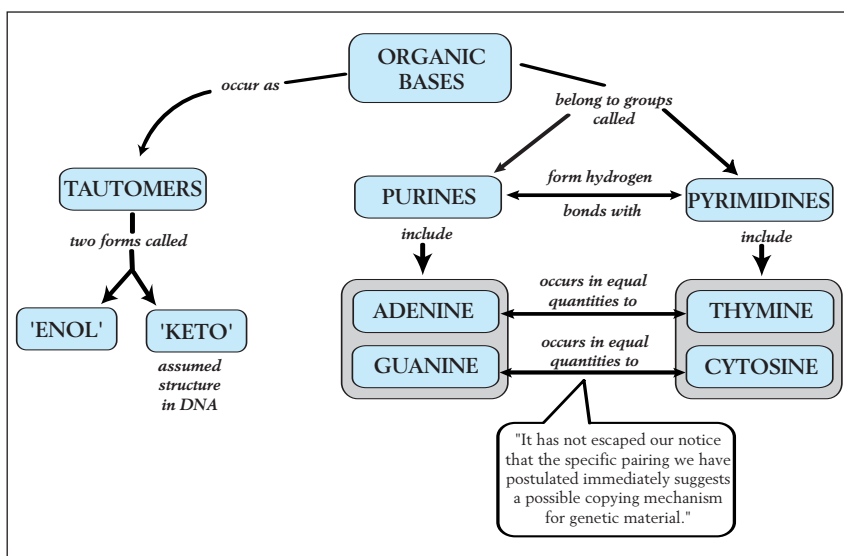 ORGANIC
BASES
occur as
belong to groups
called
TAUTOMERS
PURINES
form hydrogen
bonds with
PYRIMIDINES
two forms called
include
include
'ENOL'
'KETO'
assumed
structure
in DNA
ADENINE
occurs in equal
quantities to
THYMINE
GUANINE
occurs in equal
quantities to
CYTOSINE
"It has not escaped our notice
that the specific pairing we have
postulated immediately suggests
a possible copying mechanism
for genetic material."